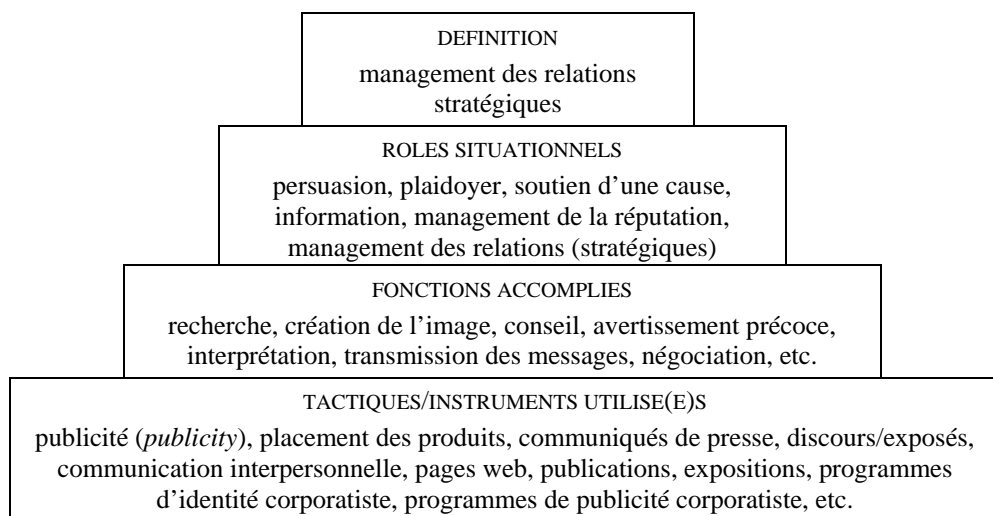 DEFINITION
management des relations
stratégiques
ROLES SITUATIONNELS
persuasion, plaidoyer, soutien d’une cause,
information, management de la réputation,
management des relations (stratégiques)
FONCTIONS ACCOMPLIES
recherche, création de l’image, conseil, avertissement précoce,
interprétation, transmission des messages, négociation, etc.
TACTIQUES/INSTRUMENTS UTILISE(E)S
publicité (publicity), placement des produits, communiqués de presse, discours/exposés,
communication interpersonnelle, pages web, publications, expositions, programmes
d’identité corporatiste, programmes de publicité corporatiste, etc.